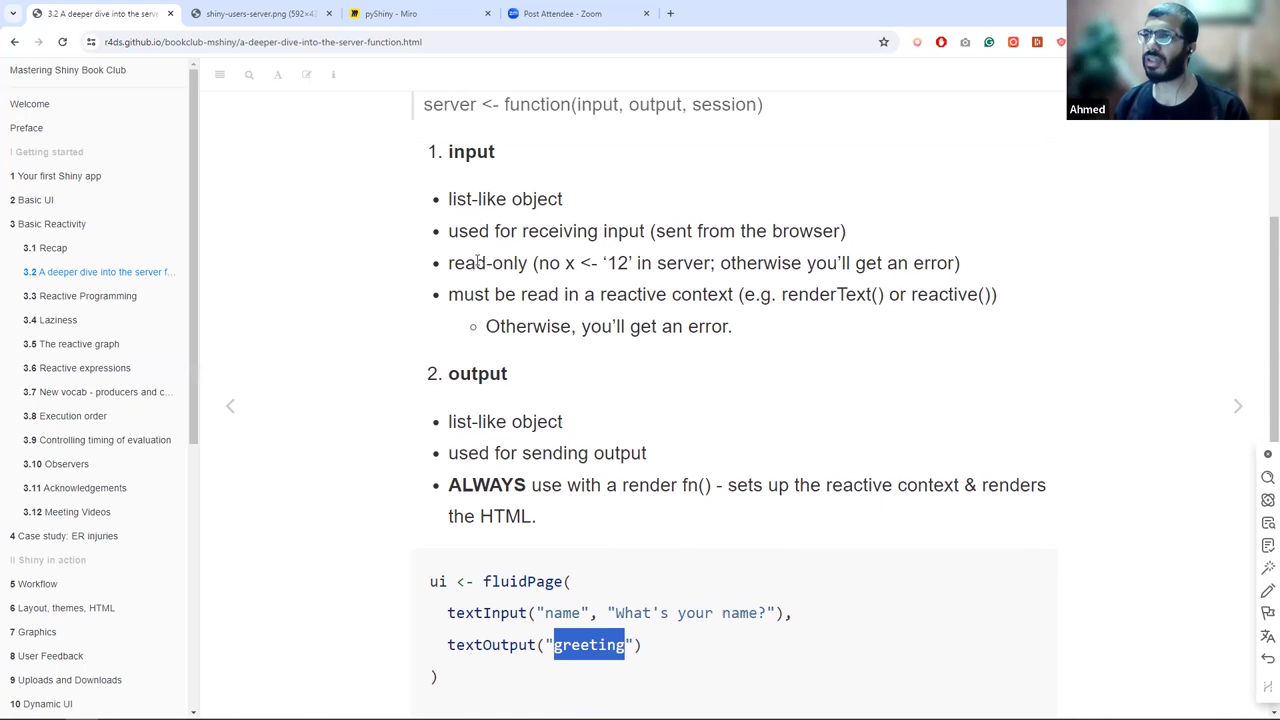 3.2 A deeper dive into the serv
shiny-users-server.png (592×4
pyShiny - Miro
Post Attendee - Zoom
r4ds.github.io/bookclub-mshiny/a-deeper-dive-into-the-server-function.html
Ahmed
Mastering Shiny Book Club
Welcome
Preface
I Getting started
1 Your first Shiny app
2 Basic UI
3 Basic Reactivity
3.1 Recap
3.2 A deeper dive into the server f...
3.3 Reactive Programming
3.4 Laziness
3.5 The reactive graph
3.6 Reactive expressions
3.7 New vocab - producers and c...
3.8 Execution order
3.9 Controlling timing of evaluation
3.10 Observers
3.11 Acknowledgements
3.12 Meeting Videos
4 Case study: ER injuries
II Shiny in action
5 Workflow
6 Layout, themes, HTML
7 Graphics
8 User Feedback
9 Uploads and Downloads
10 Dynamic UI
server <- function(input, output, session)
1. input
• list-like object
• used for receiving input (sent from the browser)
• read-only (no x <- ‘12’ in server; otherwise you’ll get an error)
• must be read in a reactive context (e.g. renderText() or reactive())
◦ Otherwise, you’ll get an error.
2. output
• list-like object
• used for sending output
• ALWAYS use with a render fn() - sets up the reactive context & renders
the HTML.
ui <- fluidPage(
textInput("name", "What's your name?"),
textOutput("greeting")
)